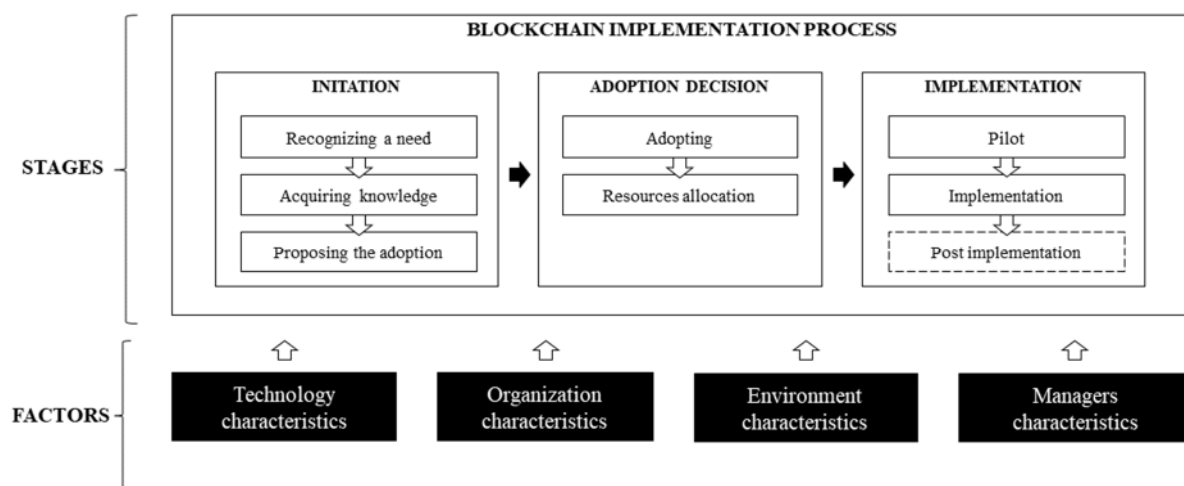 BLOCKCHAIN IMPLEMENTATION PROCESS
STAGES
INITATION
Recognizing a need
Acquiring knowledge
Proposing the adoption
ADOPTION DECISION
Adopting
Resources allocation
IMPLEMENTATION
Pilot
Implementation
Post implementation
FACTORS
Technology
characteristics
Organization
characteristics
Environment
characteristics
Managers
characteristics